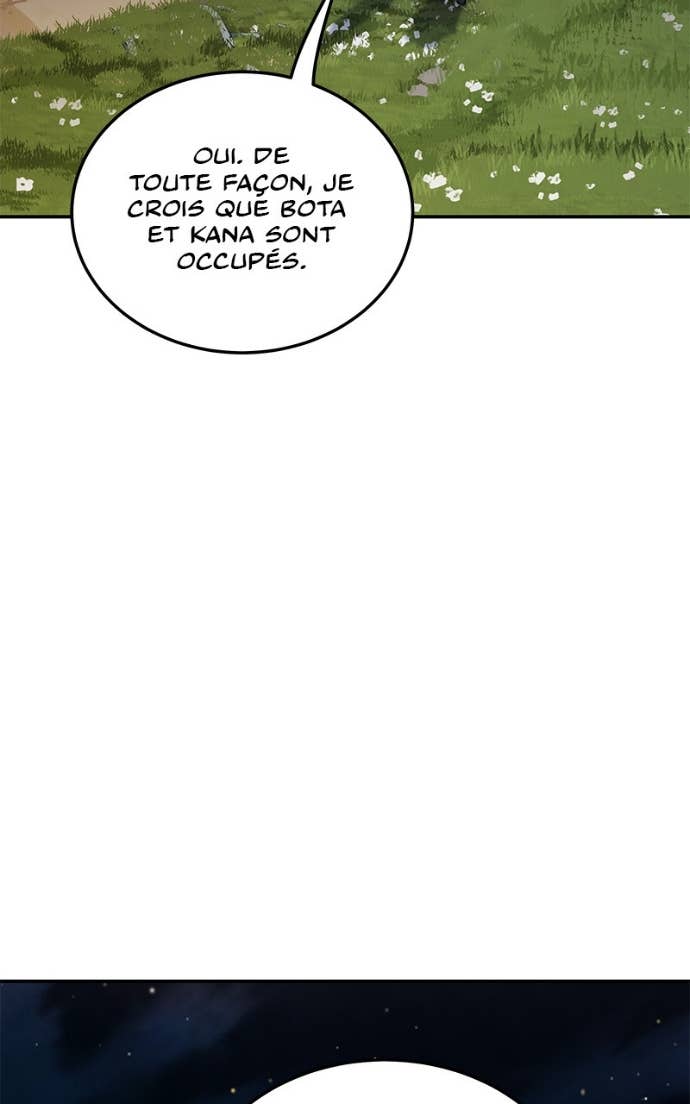 OUI. DE
TOUTE FAÇON, JE
CROIS QUE BOTA
ET KANA SONT
OCCUPÉS.